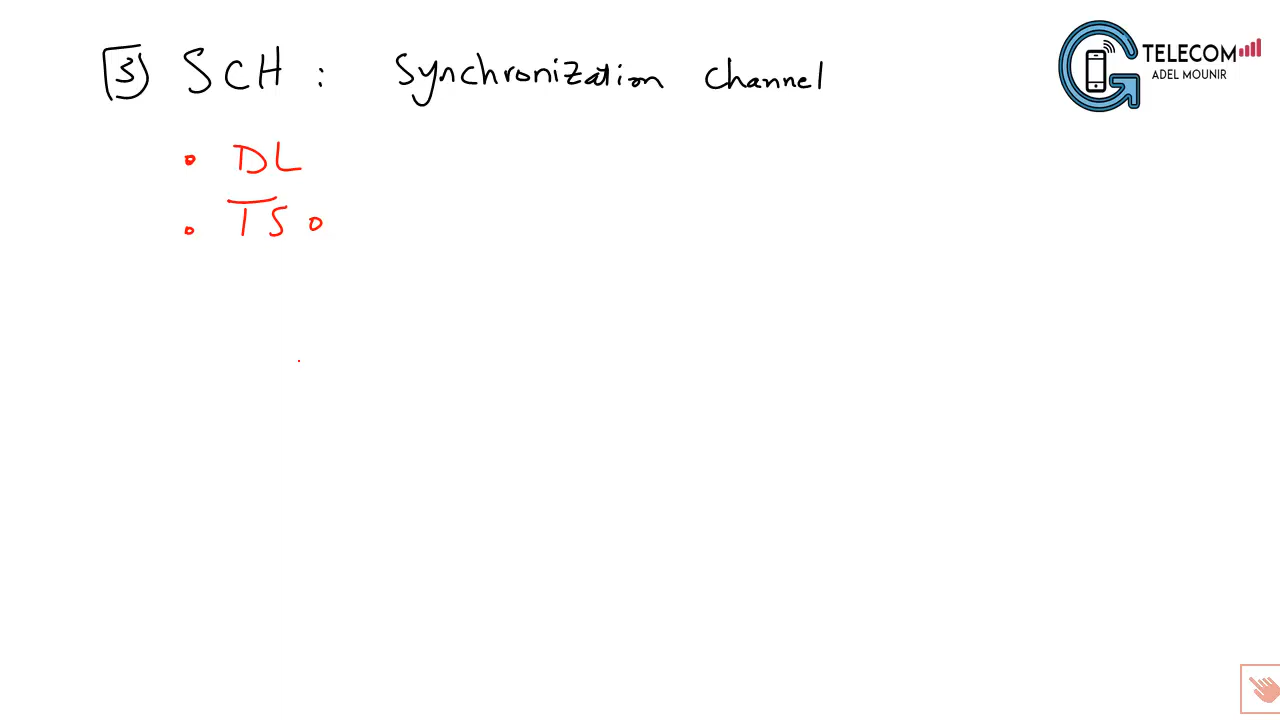 [3] SCH : Synchronization channel
TELECOM
ADEL MOUNIR
• DL
• TS 0